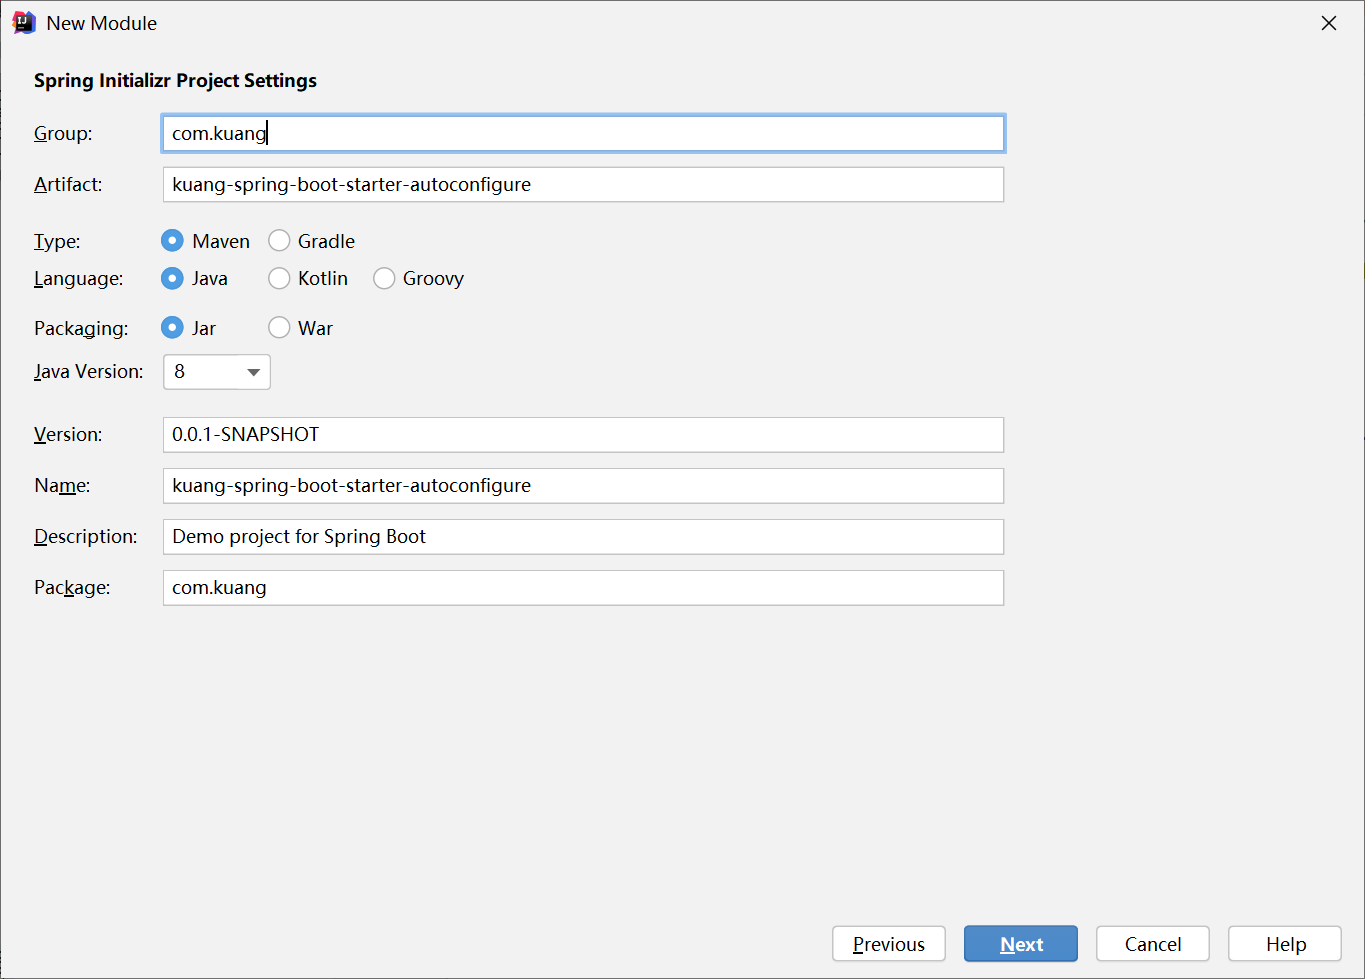 New Module
Spring Initializr Project Settings
Group: com.kuang
Artifact: kuang-spring-boot-starter-autoconfigure
Type: Maven Gradle
Language: Java Kotlin Groovy
Packaging: Jar War
Java Version: 8
Version: 0.0.1-SNAPSHOT
Name: kuang-spring-boot-starter-autoconfigure
Description: Demo project for Spring Boot
Package: com.kuang
Previous Next Cancel Help